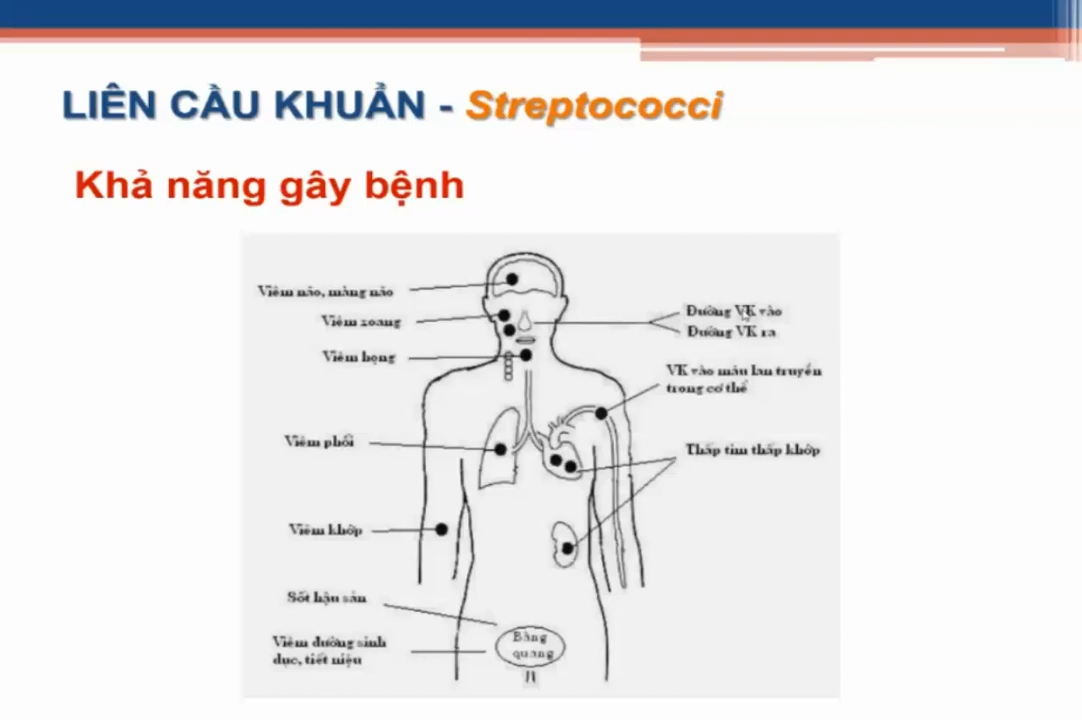 LIÊN CẦU KHUẨN - Streptococci
Khả năng gây bệnh
Viêm não, màng não
Viêm xoang
Viêm họng
Đường VK vào
Đường VK ra
VK vào máu lan truyền
trong cơ thể
Viêm phổi
Thấp tim thấp khớp
Viêm khớp
Sốt hậu sản
Viêm đường sinh
dục, tiết niệu
Bàng
quang